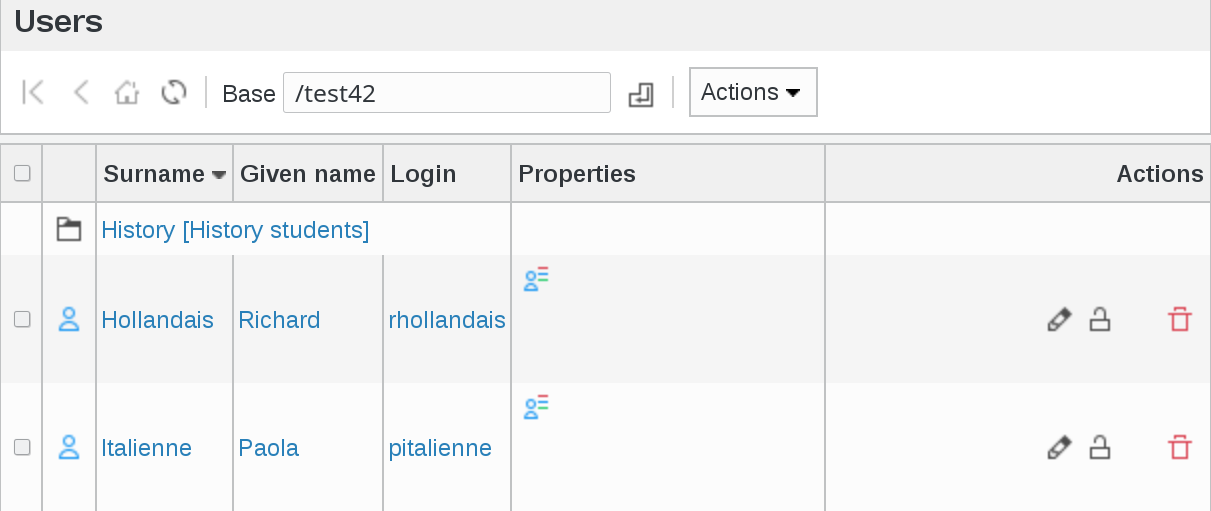 Users
Base /test42 Actions
Surname Given name Login Properties Actions
History [History students]
Hollandais Richard rhollandais
Italienne Paola pitalienne